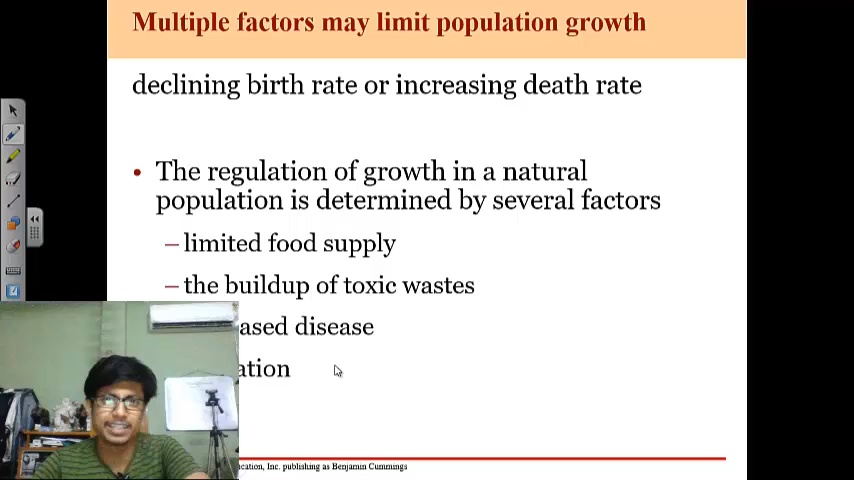 Multiple factors may limit population growth
declining birth rate or increasing death rate
• The regulation of growth in a natural
population is determined by several factors
– limited food supply
– the buildup of toxic wastes
ased disease
ation
cation, Inc. publishing as Benjamin Cummings